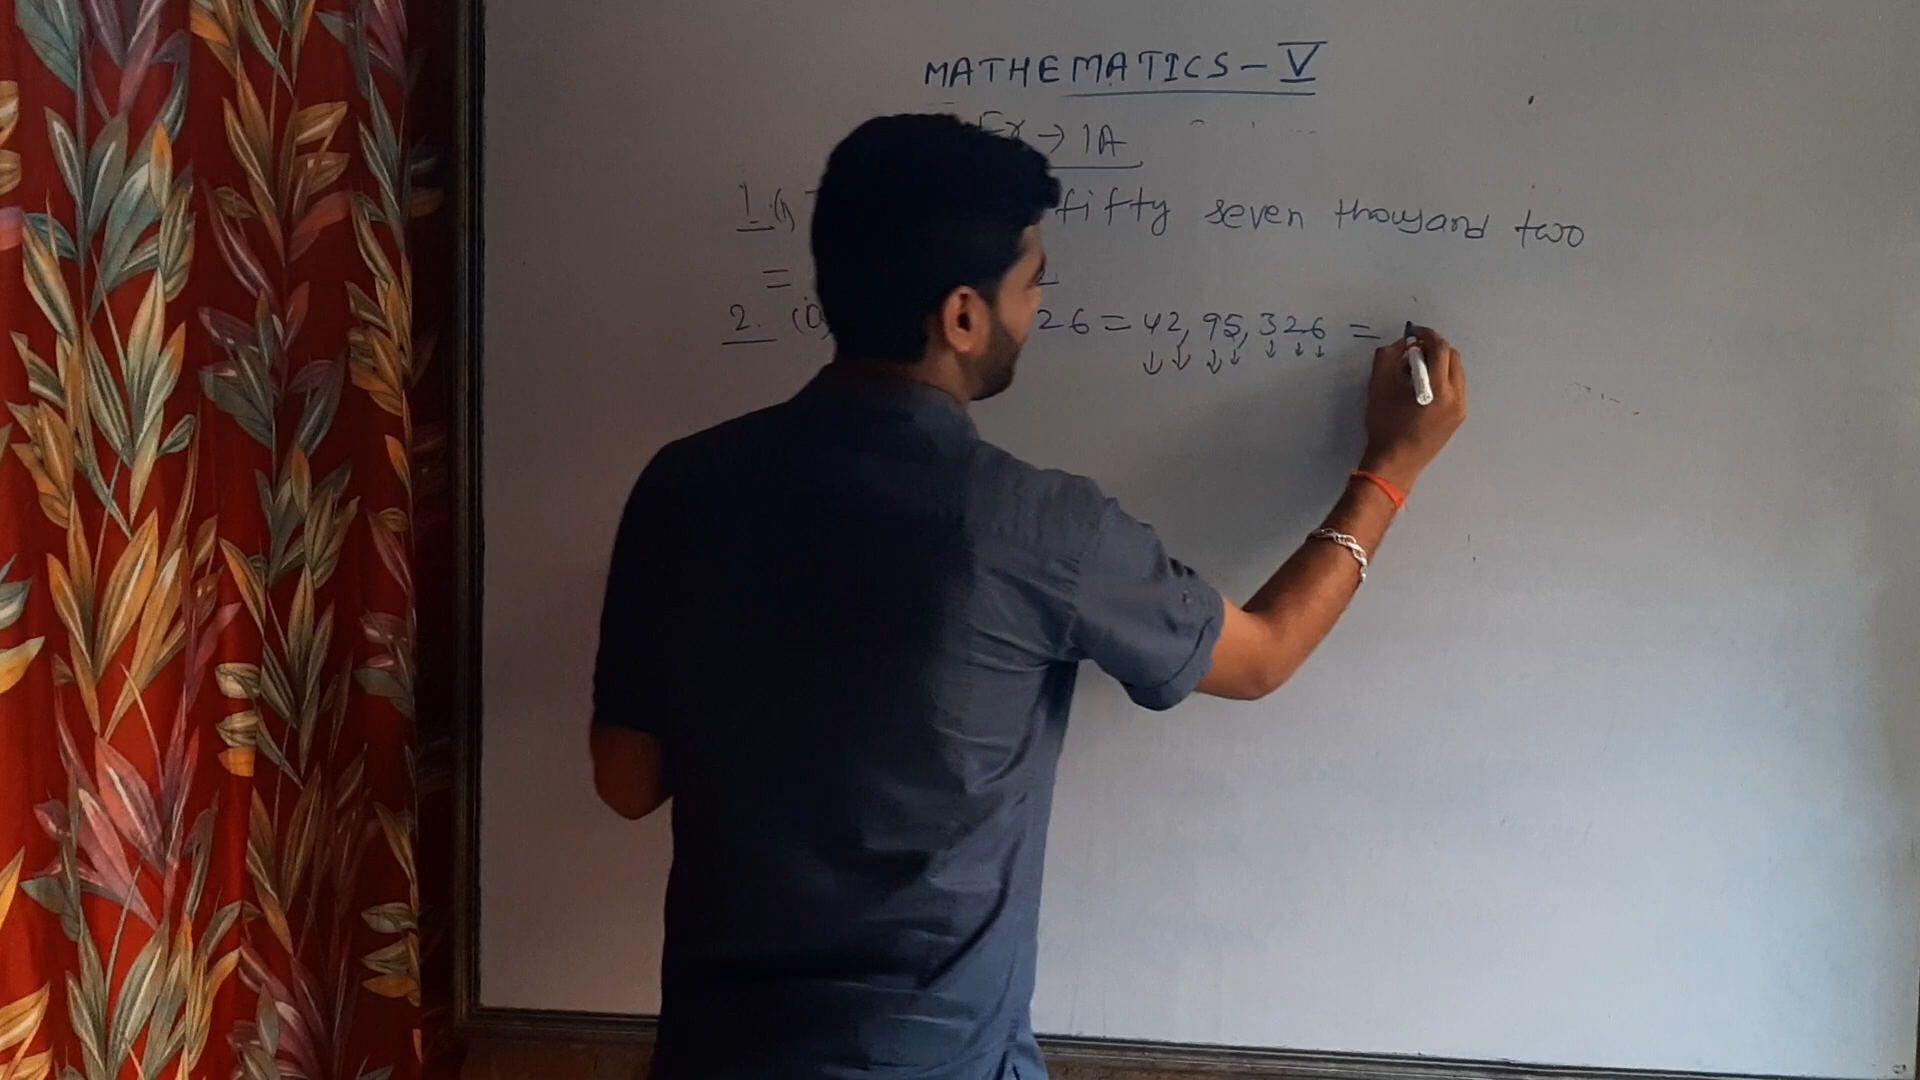 MATHEMATICS - V
Ex → 1A
1. (i) fifty seven thousand two
=
2. (i) 26 = 42,95,326 =
↓ ↓ ↓ ↓ ↓ ↓ ↓